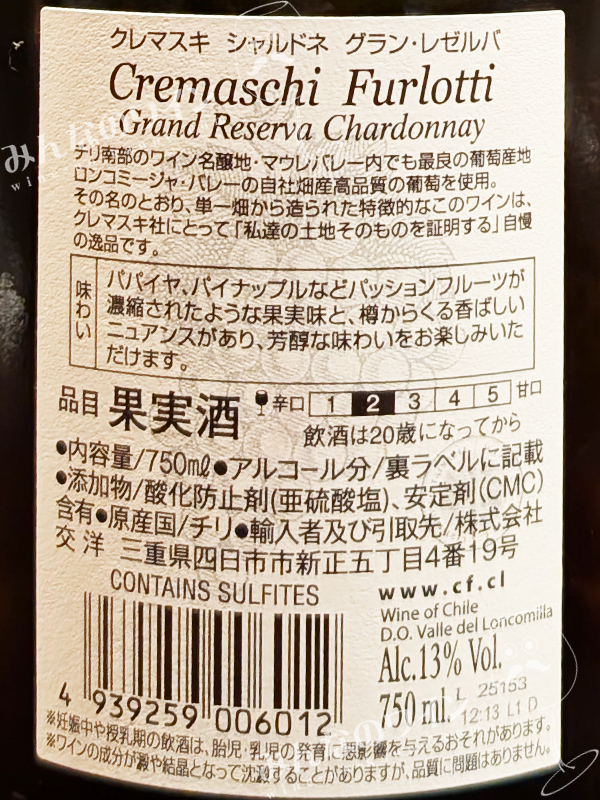 クレマスキ シャルドネ グラン・レゼルバ
Cremaschi Furlotti
Grand Reserva Chardonnay
チリ南部のワイン名醸地・マウレバレー内でも最良の葡萄産地
ロンコミージャ・バレーの自社畑産高品質の葡萄を使用。
その名のとおり、単一畑から造られた特徴的なこのワインは、
クレマスキ社にとって「私達の土地そのものを証明する」自慢
の逸品です。
味わい
パパイヤ、パイナップルなどパッションフルーツが
濃縮されたような果実味と、樽からくる香ばしい
ニュアンスがあり、芳醇な味わいをお楽しみいた
だけます。
品目 果実酒 辛口 1 2 3 4 5 甘口
飲酒は20歳になってから
●内容量/750mℓ●アルコール分/裏ラベルに記載
●添加物/酸化防止剤(亜硫酸塩)、安定剤(CMC)
含有●原産国/チリ●輸入者及び引取先/株式会社
交洋 三重県四日市市新正五丁目4番19号
CONTAINS SULFITES
www.cf.cl
Wine of Chile
D.O. Valle del Loncomilla
Alc.13% Vol.
750 ml.
L 25153
12:13 L1 D
4 939259 006012
※妊娠中や授乳期の飲酒は、胎児・乳児の発育に悪影響を与えるおそれがあります。
※ワインの成分が澱や結晶となって沈澱することがありますが、品質に問題はありません。